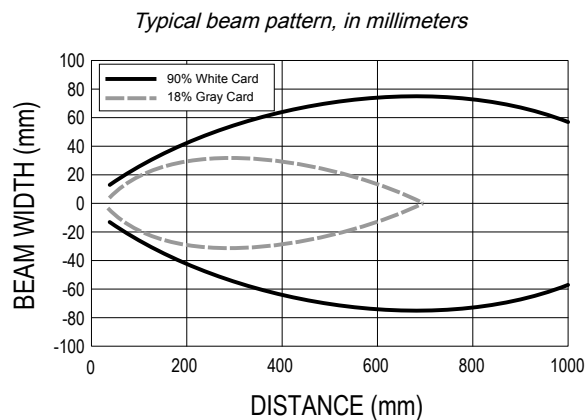 Typical beam pattern, in millimeters
100
80
60
40
20
0
-20
-40
-60
-80
-100
BEAM WIDTH (mm)
90% White Card
18% Gray Card
0 200 400 600 800 1000
DISTANCE (mm)